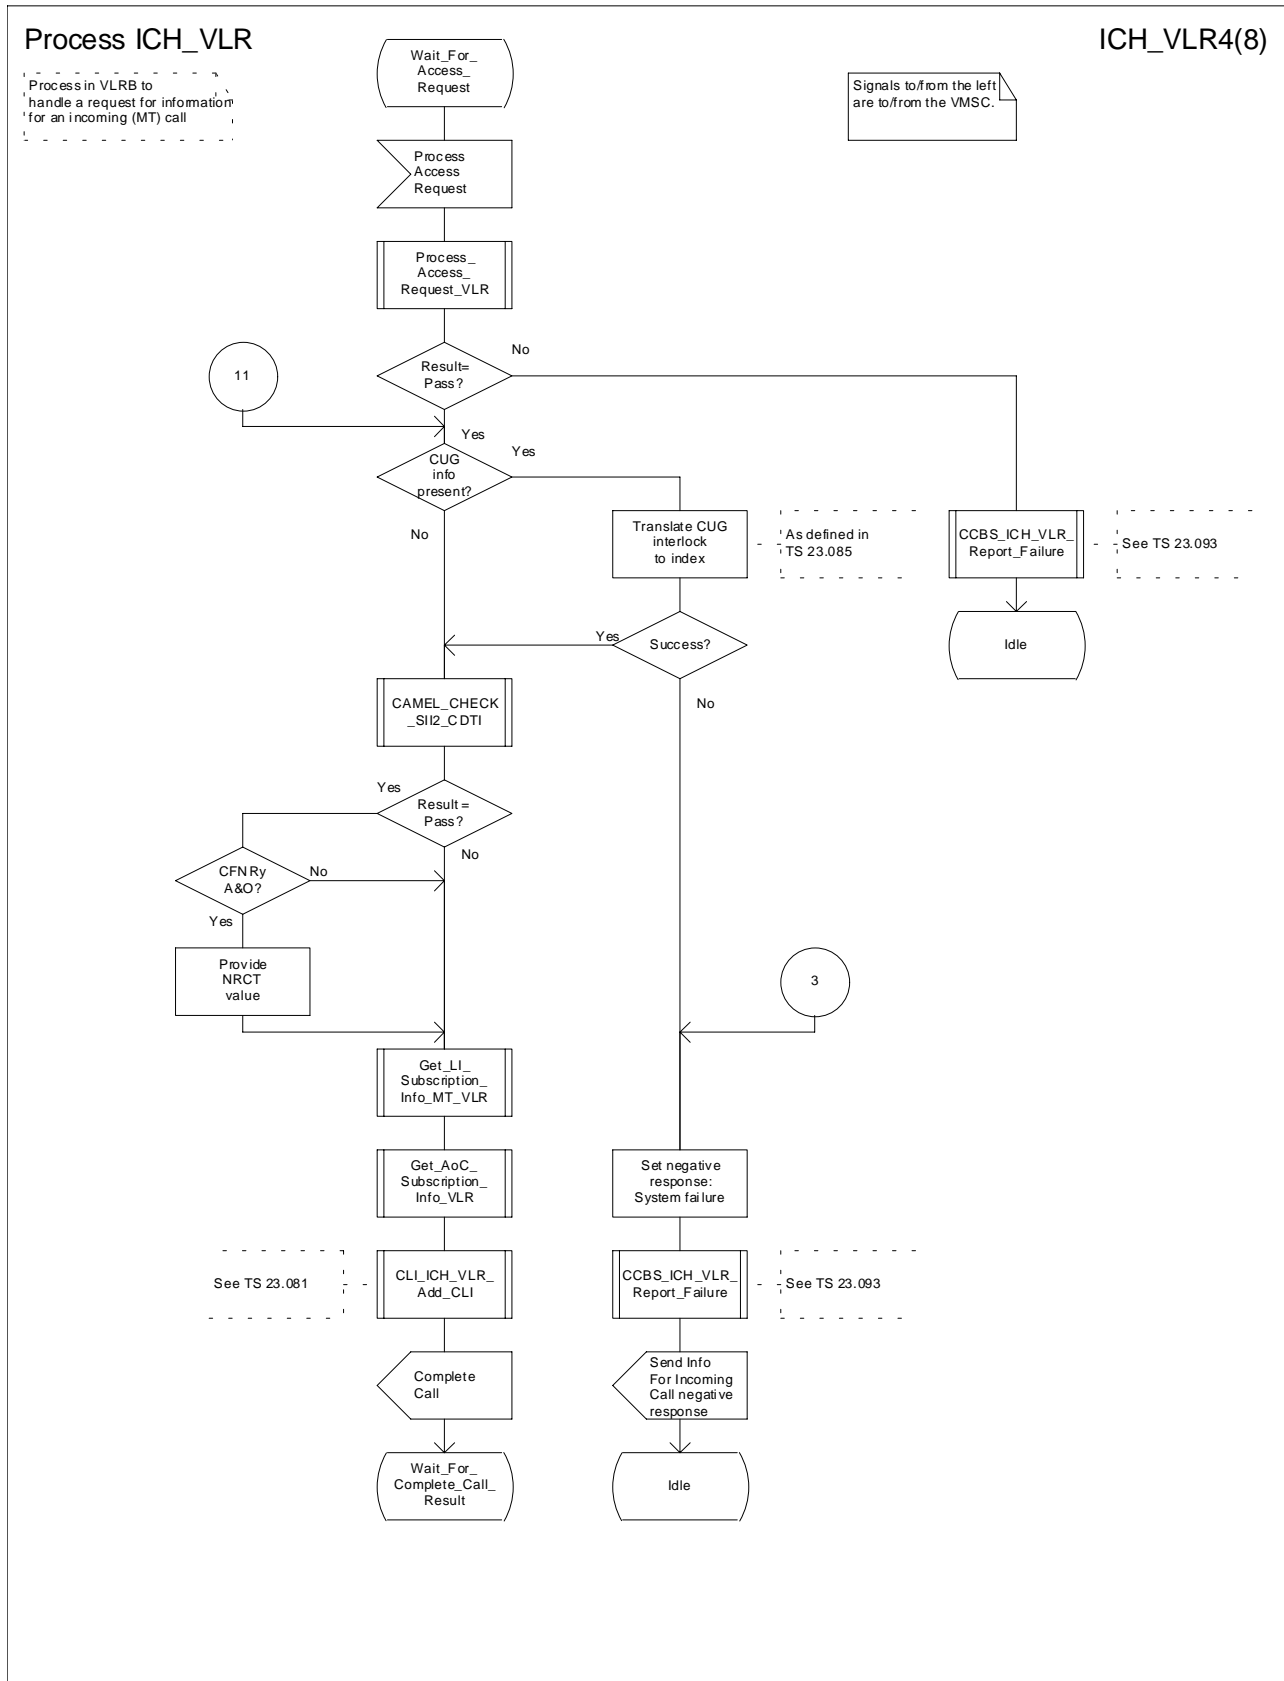 Process ICH_VLR
ICH_VLR4(8)
Process in VLRB to
handle a request for information
for an incoming (MT) call
Wait_For_
Access_
Request
Signals to/from the left
are to/from the VMSC.
Process
Access
Request
Process_
Access_
Request_VLR
No
Result=
Pass?
11
Yes
Yes
CUG
info
present?
No
Translate CUG
interlock
to index
As defined in
TS 23.085
CCBS_ICH_VLR_
Report_Failure
See TS 23.093
Yes
Success?
Idle
No
CAMEL_CHECK
_SII2_CDTI
Yes
Result=
Pass?
No
CFNRy
A&O?
No
Yes
Provide
NRCT
value
3
Get_LI_
Subscription_
Info_MT_VLR
Get_AoC_
Subscription_
Info_VLR
Set negative
response:
System failure
See TS 23.081
CLI_ICH_VLR_
Add_CLI
CCBS_ICH_VLR_
Report_Failure
See TS 23.093
Complete
Call
Send Info
For Incoming
Call negative
response
Wait_For_
Complete_Call_
Result
Idle